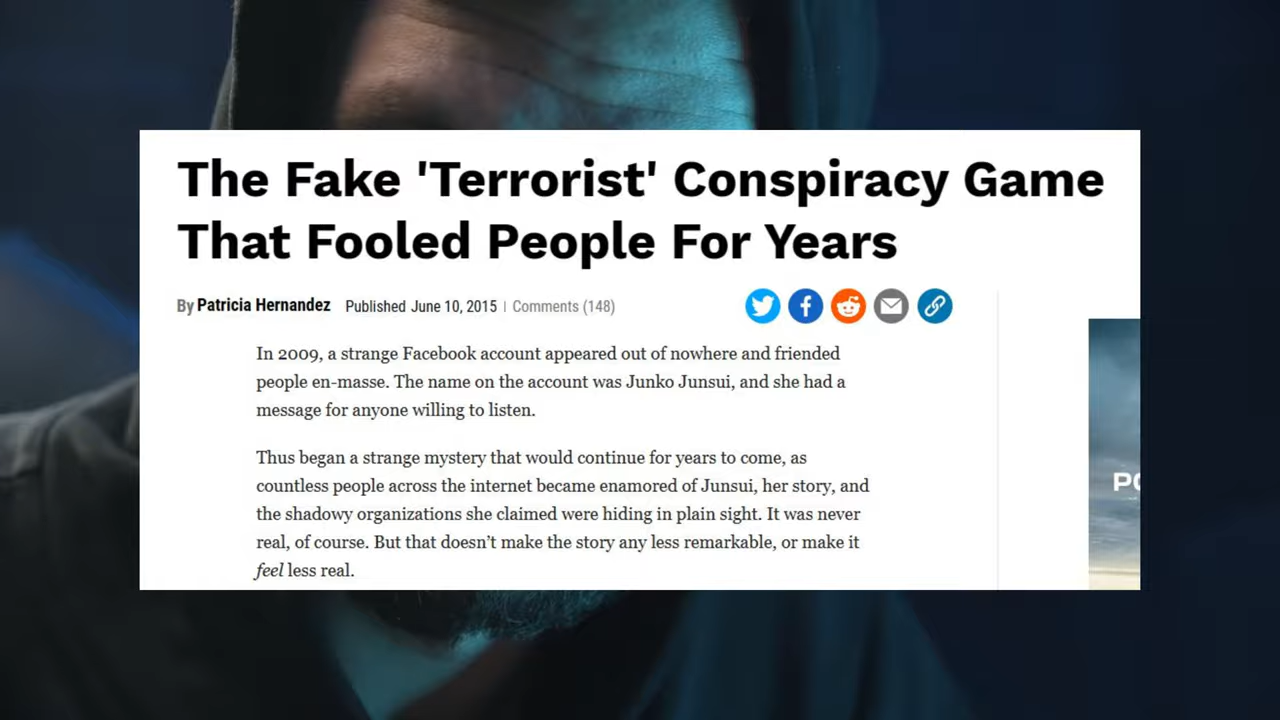 The Fake 'Terrorist' Conspiracy Game
That Fooled People For Years
By Patricia Hernandez Published June 10, 2015 | Comments (148)
In 2009, a strange Facebook account appeared out of nowhere and friended
people en-masse. The name on the account was Junko Junsui, and she had a
message for anyone willing to listen.
Thus began a strange mystery that would continue for years to come, as
countless people across the internet became enamored of Junsui, her story, and
the shadowy organizations she claimed were hiding in plain sight. It was never
real, of course. But that doesn’t make the story any less remarkable, or make it
feel less real.